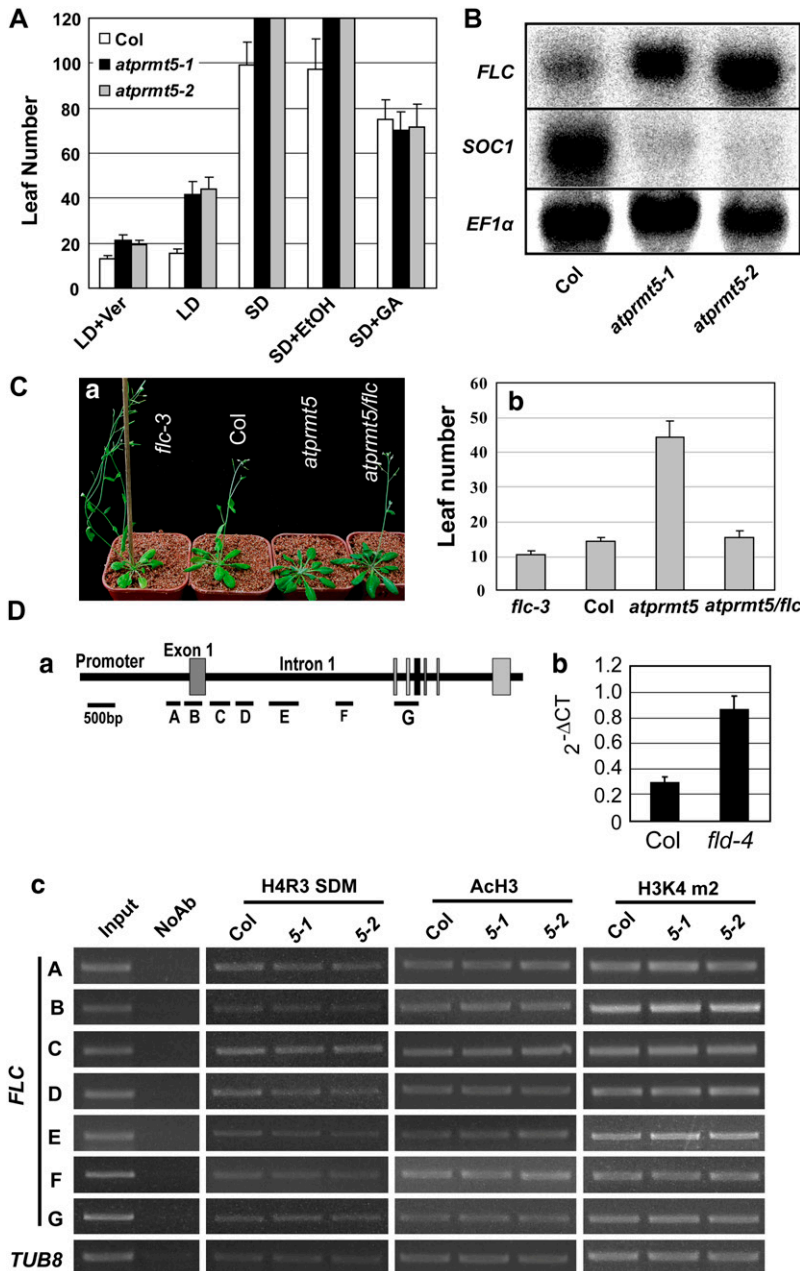 A
120
100
80
60
40
20
0
Leaf Number
Col
atprmt5-1
atprmt5-2
LD+Ver
LD
SD
SD+EtOH
SD+GA
B
FLC
SOC1
EF1α
Col
atprmt5-1
atprmt5-2
C
a
flc-3
Col
atprmt5
atprmt5/flc
b
Leaf number
60
50
40
30
20
10
0
flc-3
Col
atprmt5
atprmt5/flc
D
a
Promoter
Exon 1
Intron 1
500bp
A B C D E F G
b
2-ΔCT
1.2
1.0
0.8
0.6
0.4
0.2
0
Col
fld-4
c
H4R3 SDM
AcH3
H3K4 m2
Input
NoAb
Col
5-1
5-2
Col
5-1
5-2
Col
5-1
5-2
FLC
A
B
C
D
E
F
G
TUB8